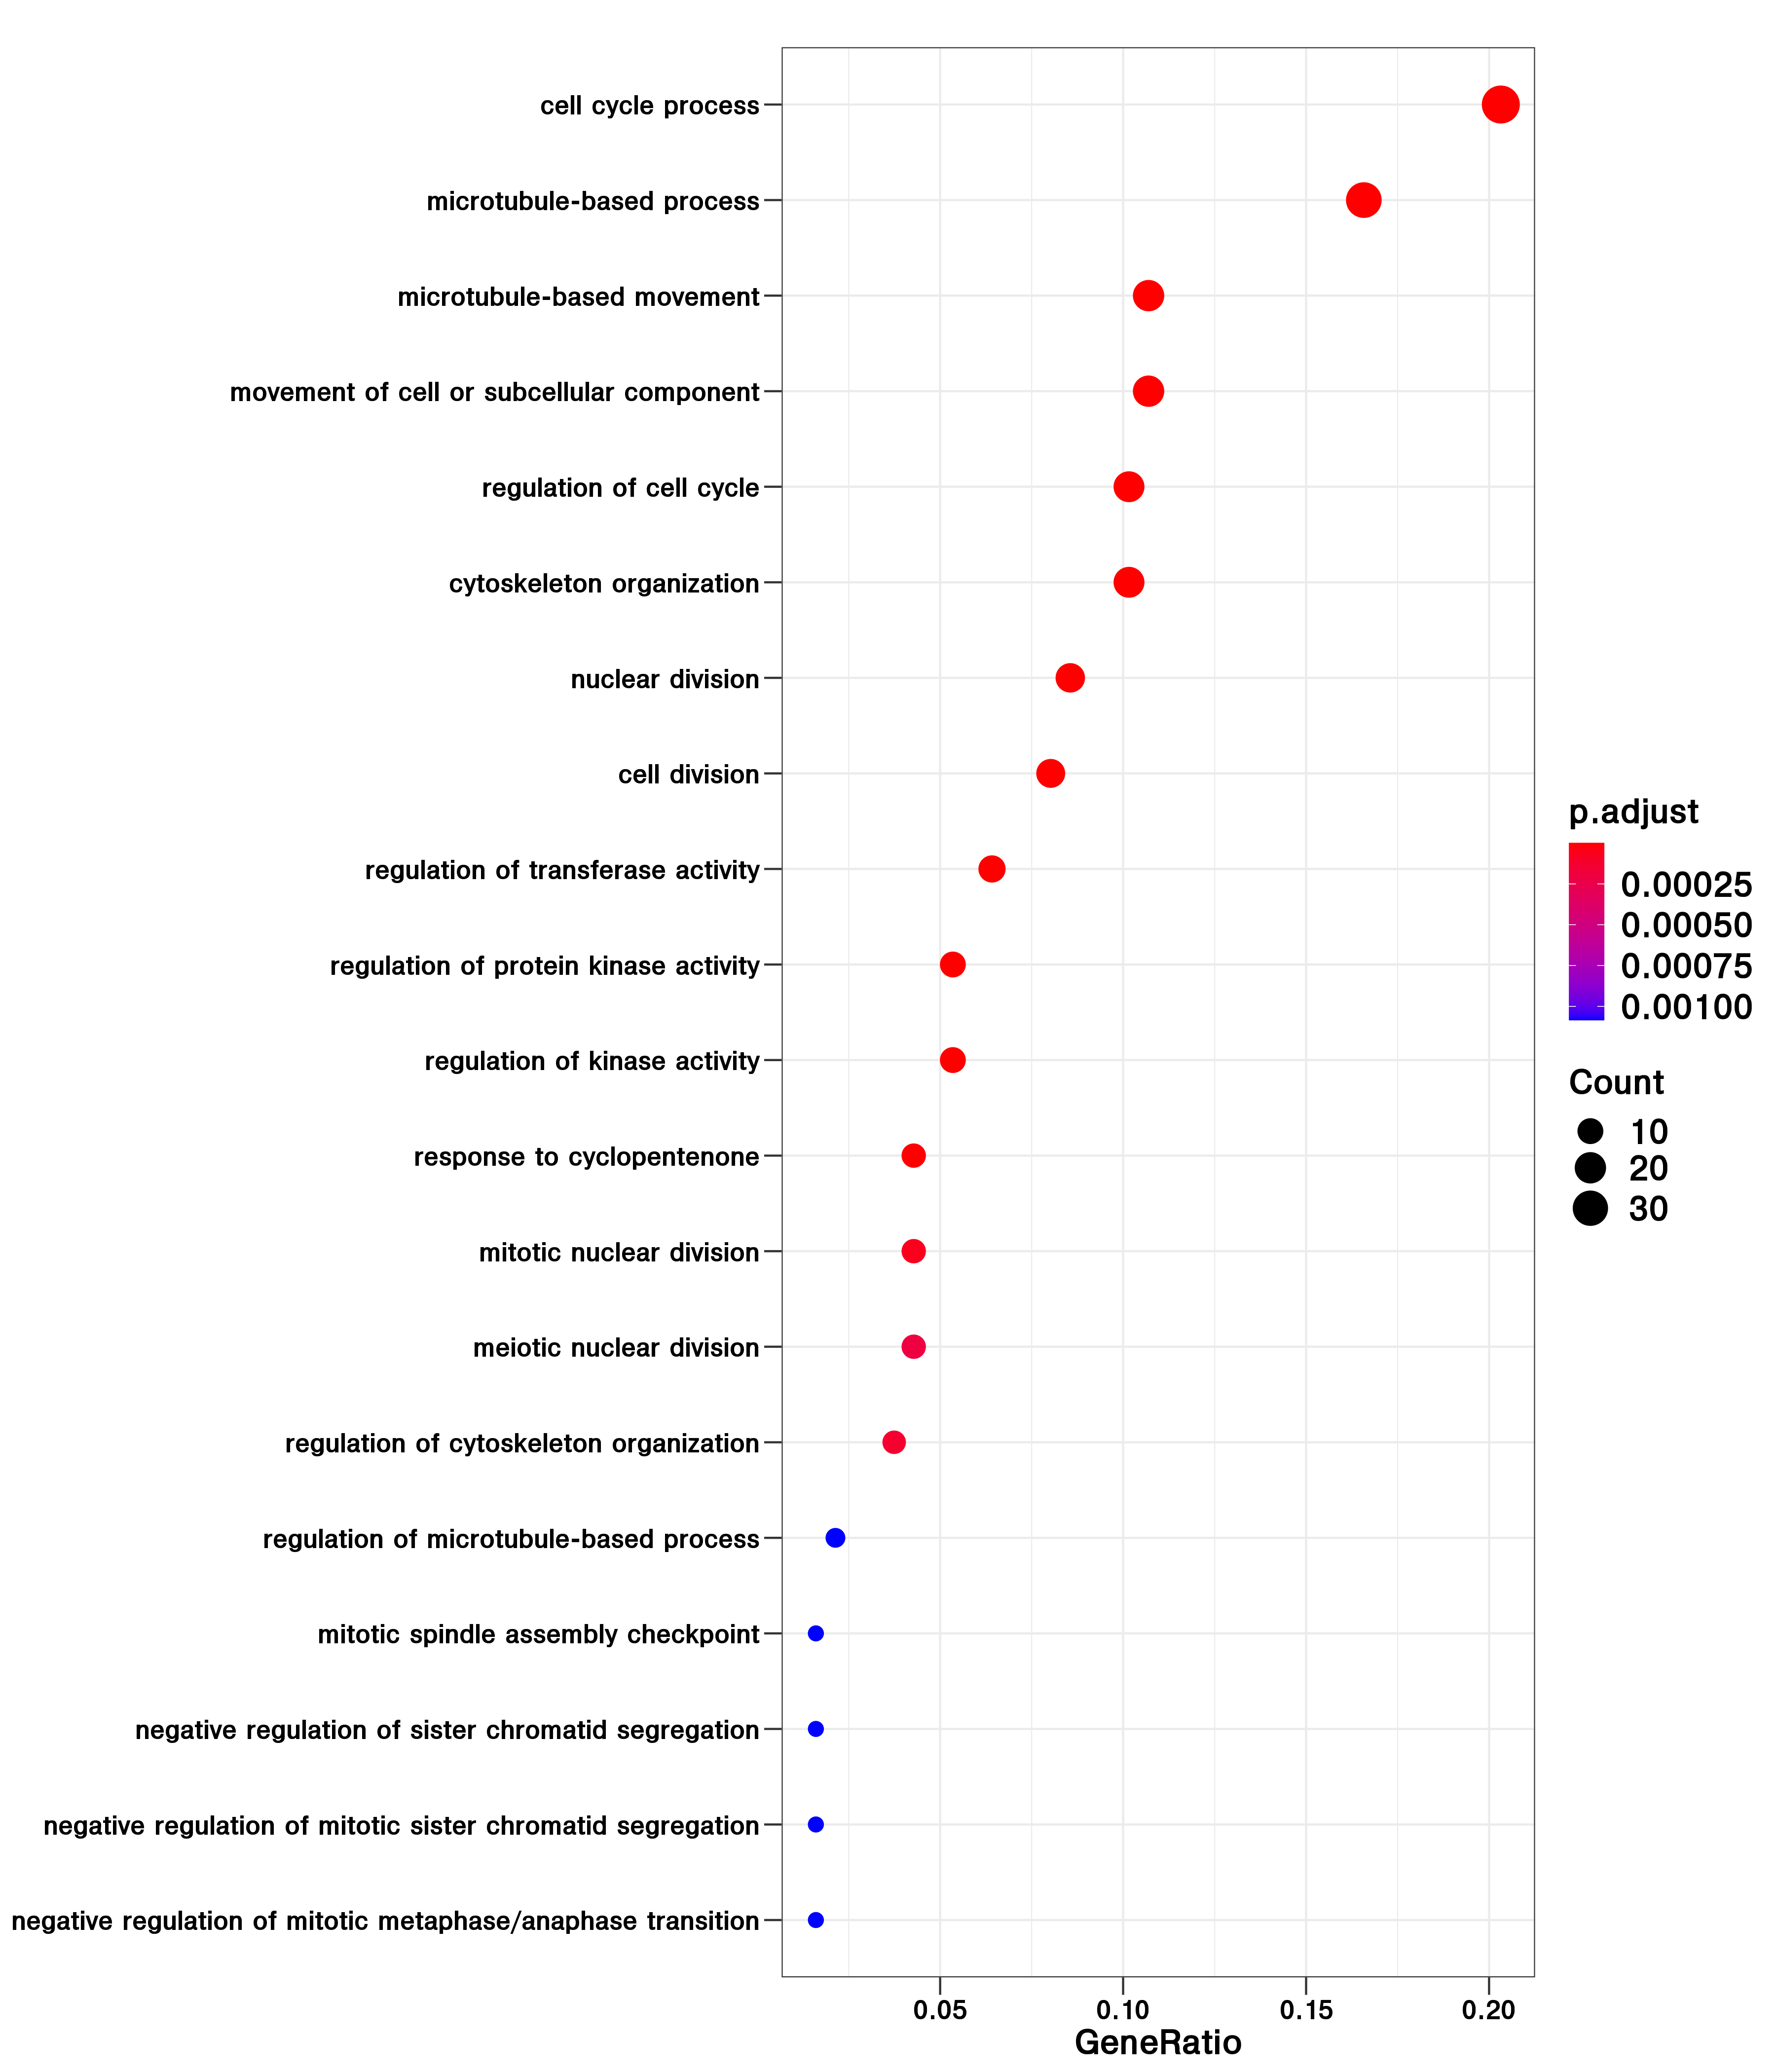 cell cycle process
microtubule-based process
microtubule-based movement
movement of cell or subcellular component
regulation of cell cycle
cytoskeleton organization
nuclear division
cell division
regulation of transferase activity
regulation of protein kinase activity
regulation of kinase activity
response to cyclopentenone
mitotic nuclear division
meiotic nuclear division
regulation of cytoskeleton organization
regulation of microtubule-based process
mitotic spindle assembly checkpoint
negative regulation of sister chromatid segregation
negative regulation of mitotic sister chromatid segregation
negative regulation of mitotic metaphase/anaphase transition
0.05 0.10 0.15 0.20
GeneRatio
p.adjust
0.00025
0.00050
0.00075
0.00100
Count
10
20
30